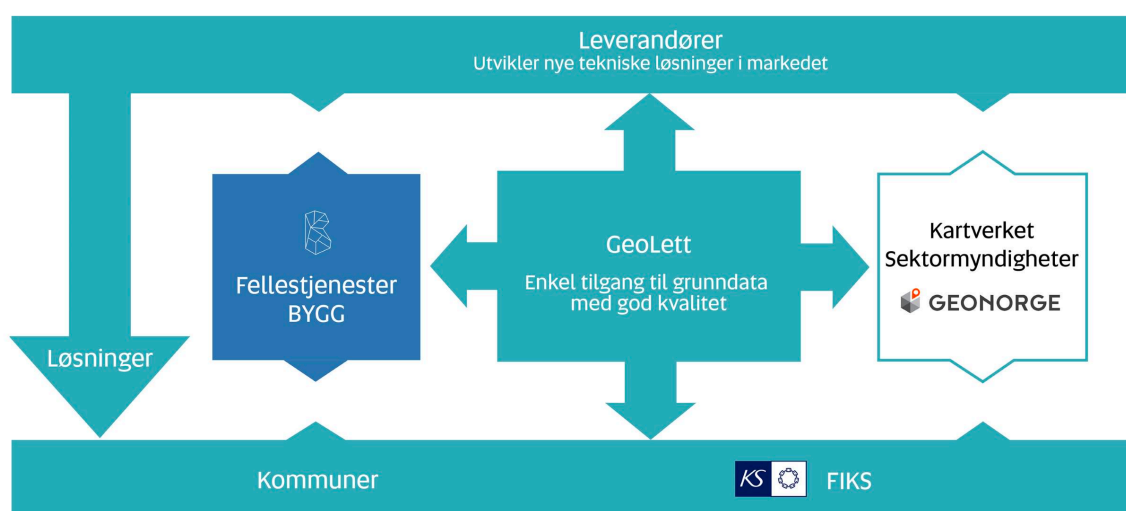 Leverandører
Utvikler nye tekniske løsninger i markedet
Løsninger
Fellestjenester
BYGG
GeoLett
Enkel tilgang til grunndata
med god kvalitet
Kartverket
Sektormyndigheter
GEONORGE
Kommuner
KS
FIKS